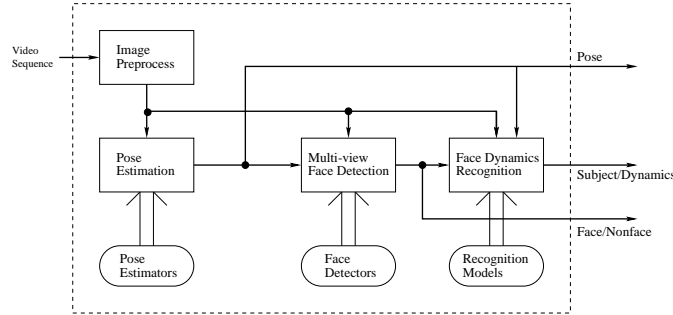 Video
Sequence
Image
Preprocess
Pose
Pose
Estimation
Multi-view
Face Detection
Face Dynamics
Recognition
Subject/Dynamics
Face/Nonface
Pose
Estimators
Face
Detectors
Recognition
Models